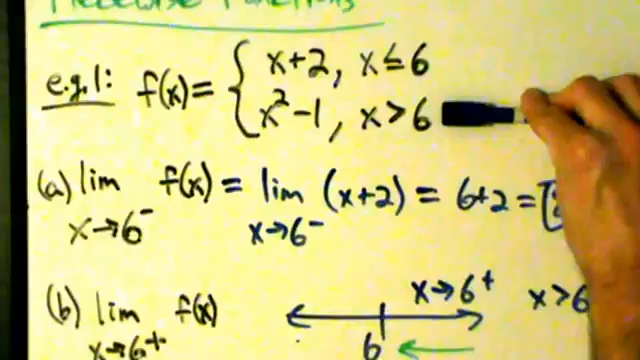 Piecewise Functions
e.g.1: f(x) = { x+2, x ≤ 6
x² - 1, x > 6
(a) lim f(x) = lim (x+2) = 6+2 =
x→6⁻ x→6⁻
(b) lim f(x) x→6⁺ x>6
x→6⁺ 6